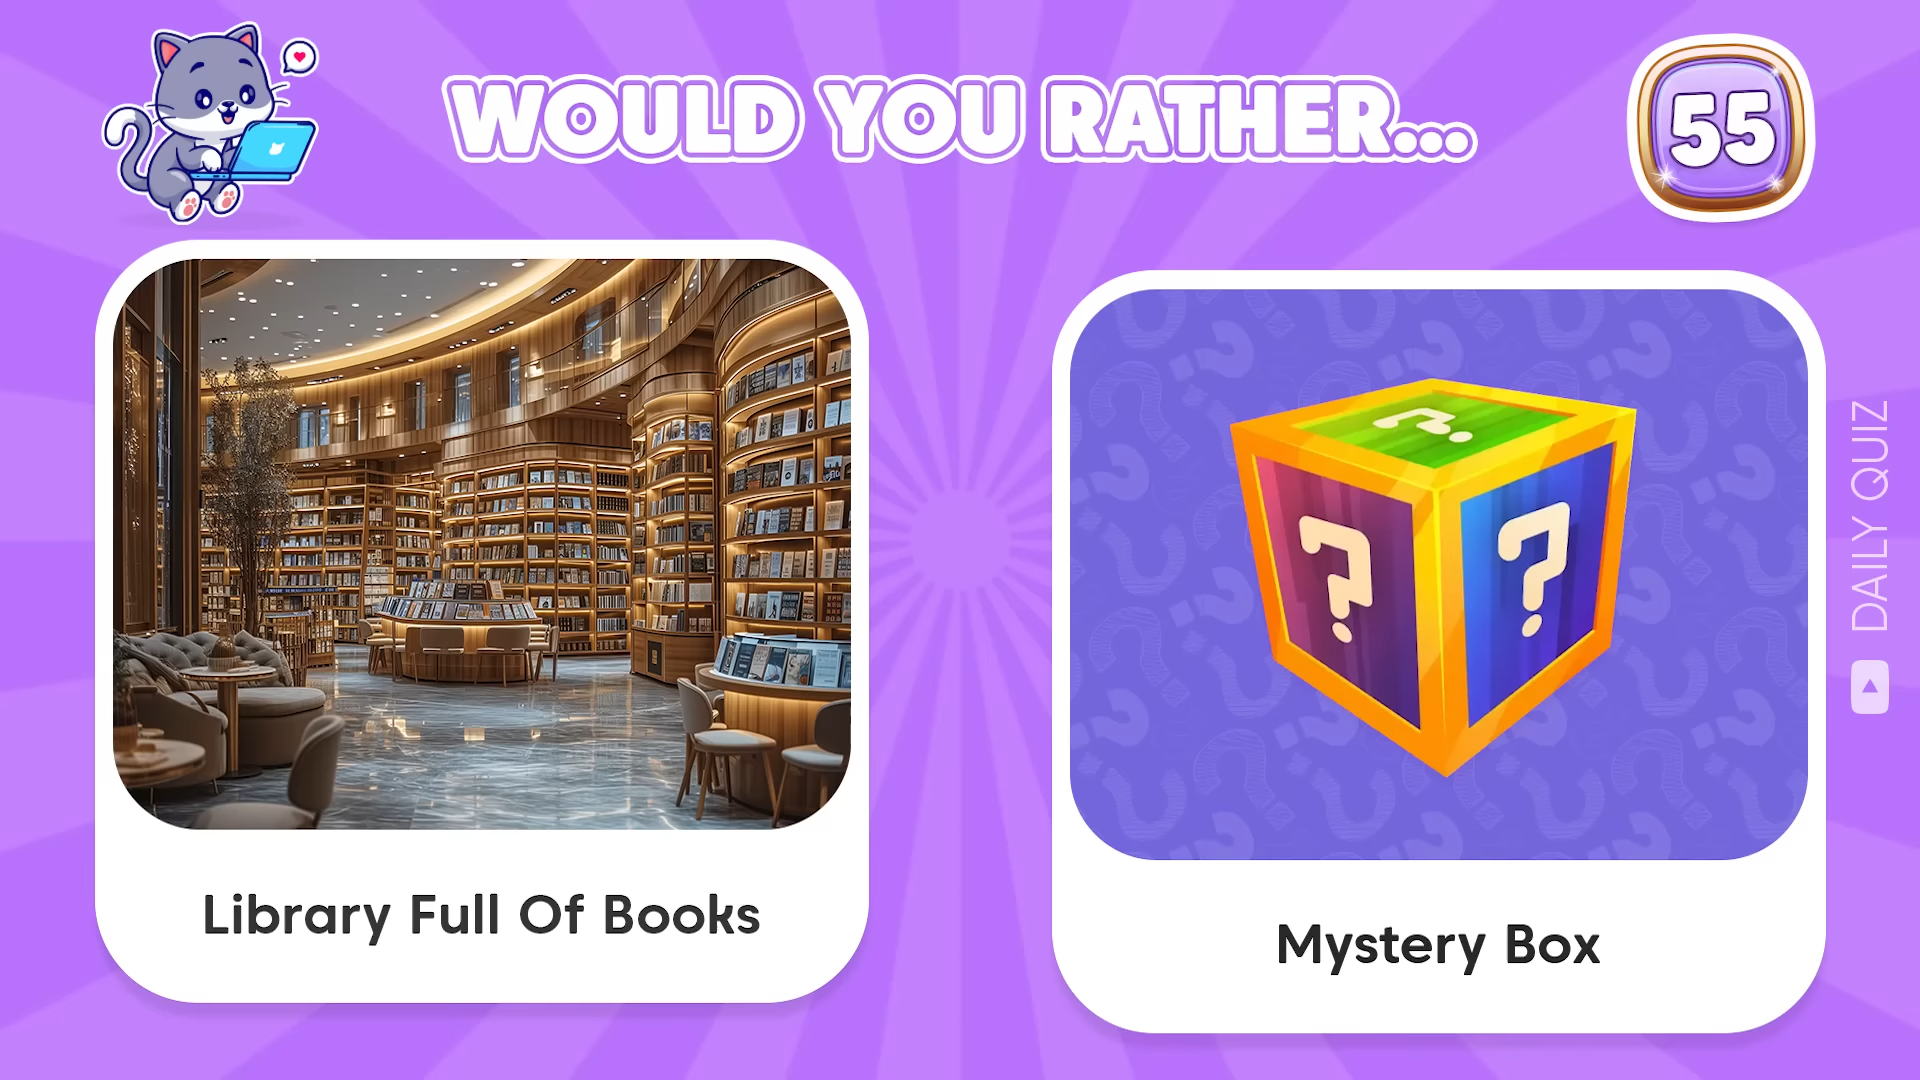 WOULD YOU RATHER...
55
Library Full Of Books
? ? ?
Mystery Box
DAILY QUIZ